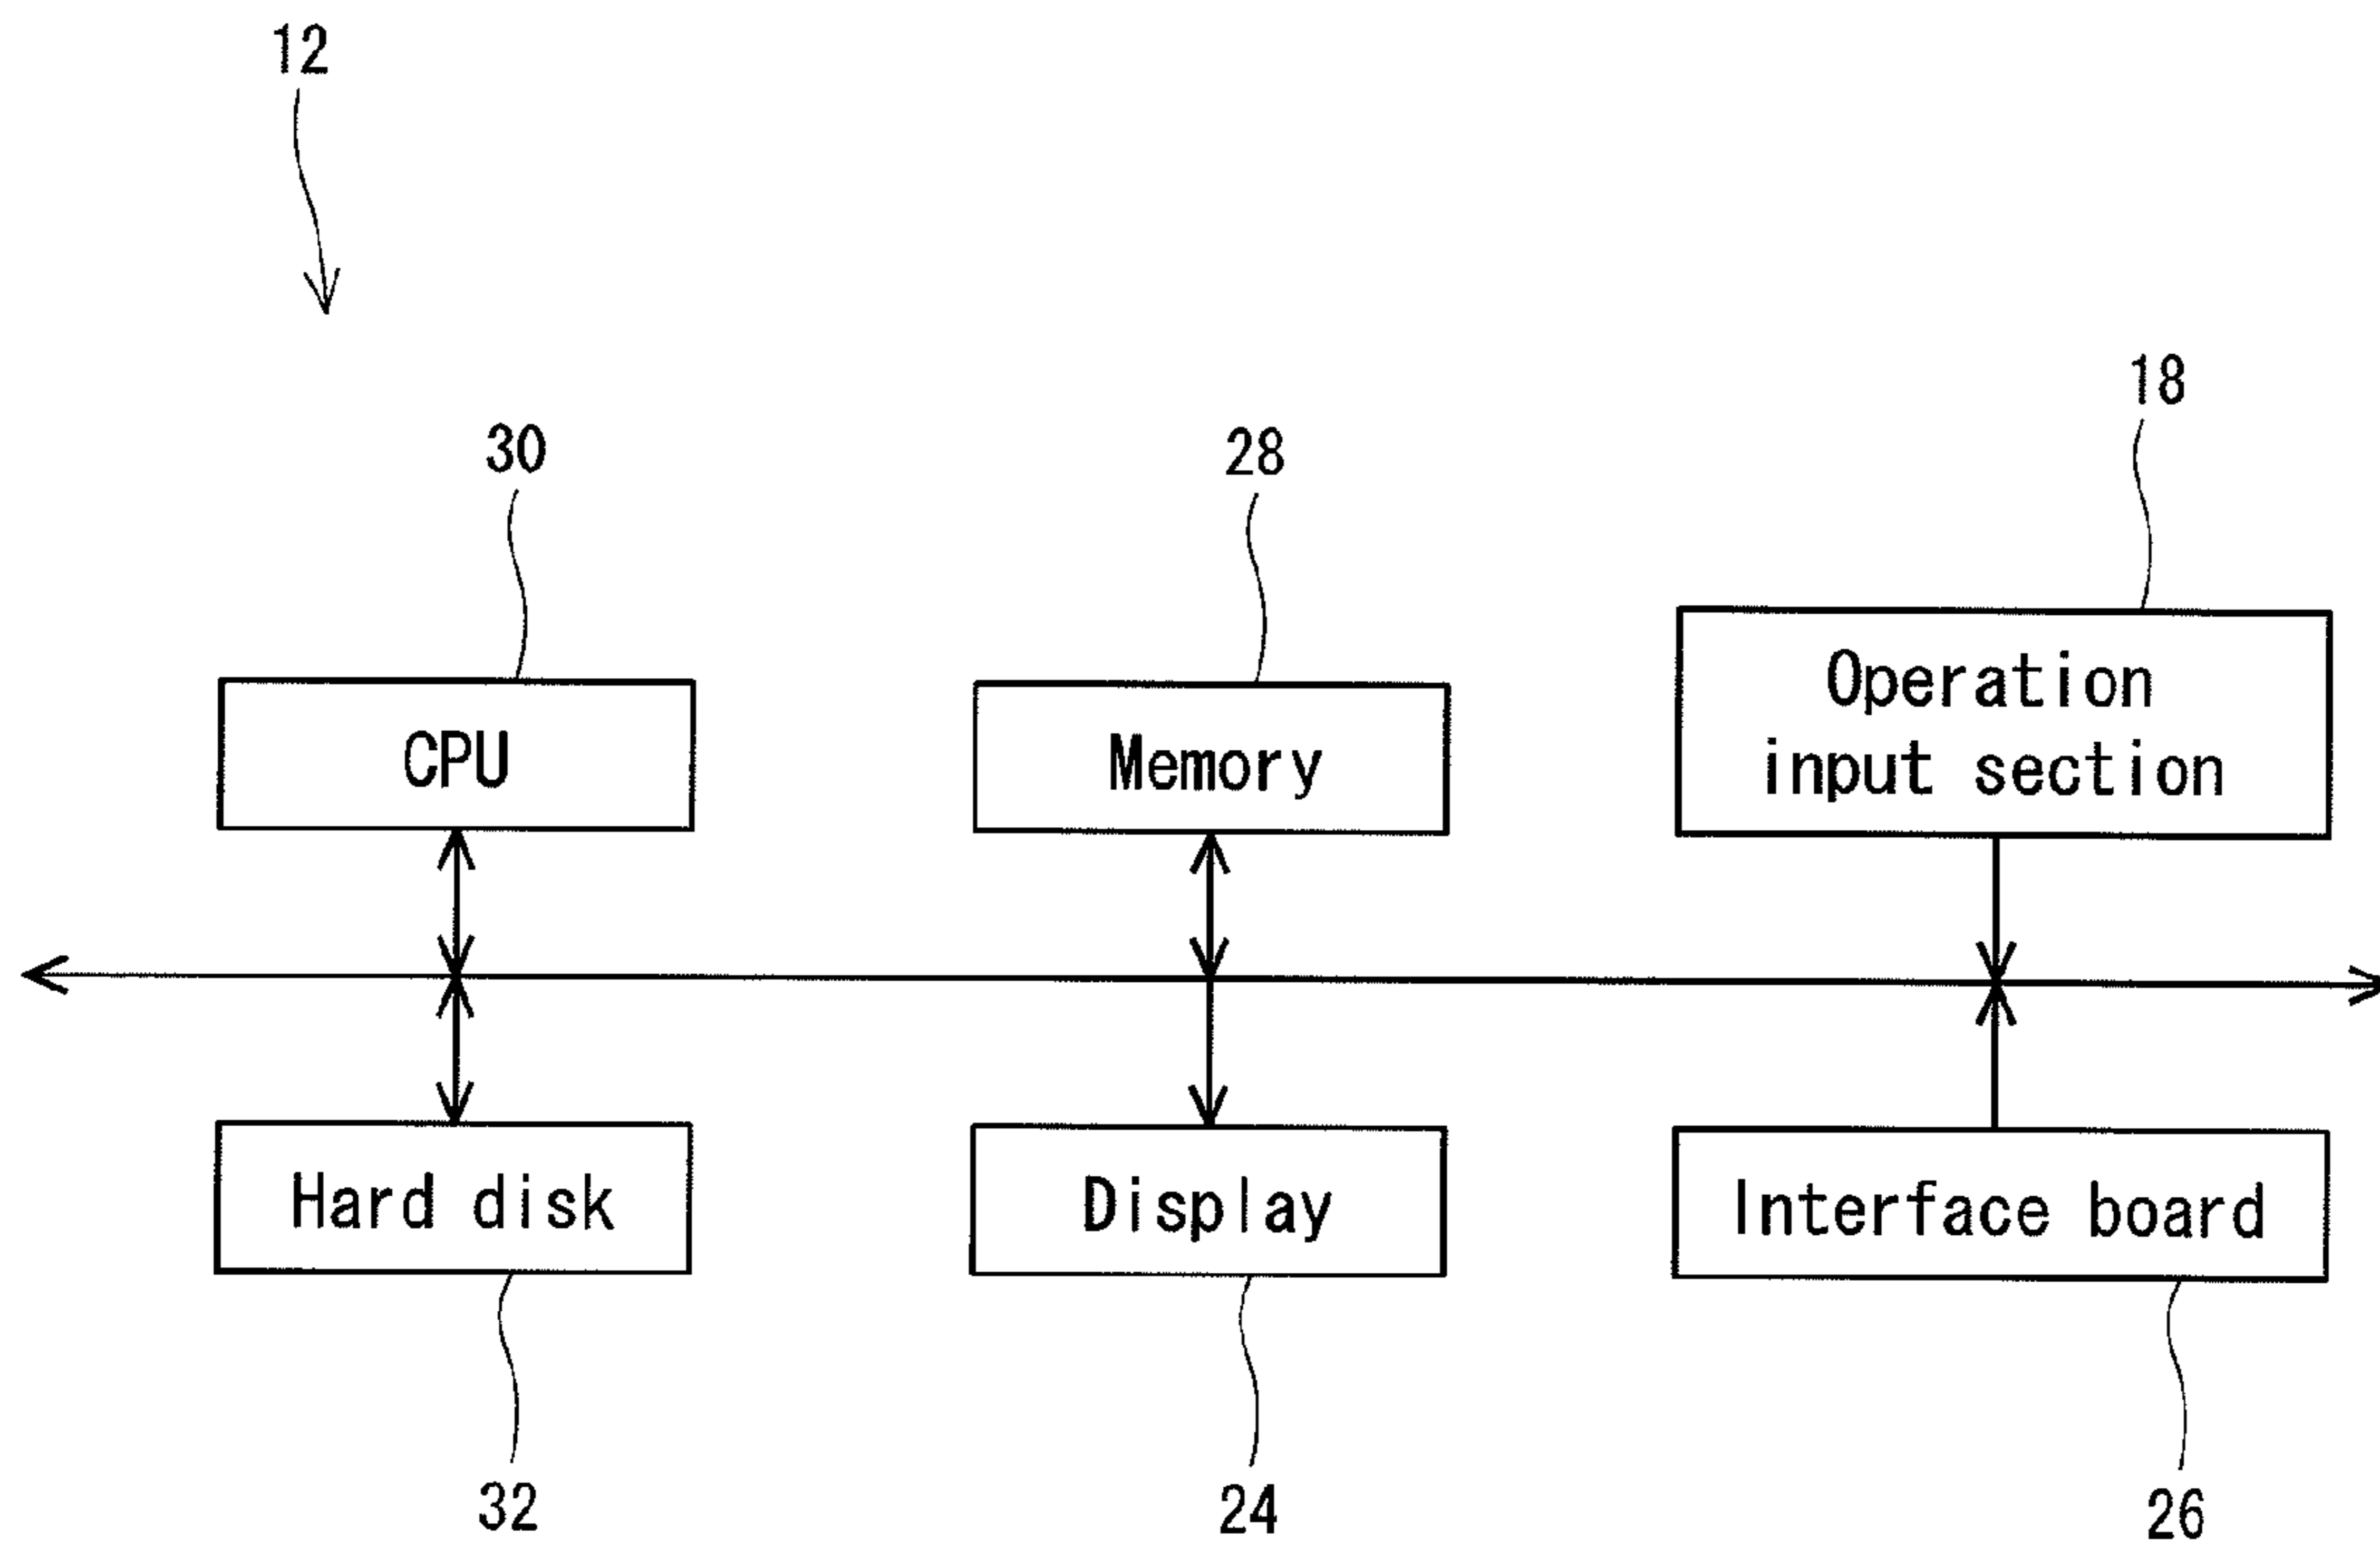 12
18
30
28
Operation
input section
CPU
Memory
Hard disk
Display
Interface board
32
24
26